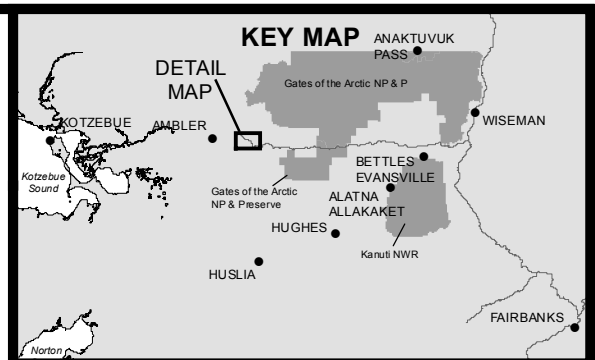 KEY MAP
ANAKTUVUK
PASS
DETAIL
MAP
Gates of the Arctic NP & P
KOTZEBUE
AMBLER
WISEMAN
Kotzebue
Sound
BETTLES
EVANSVILLE
Gates of the Arctic
NP & Preserve
ALATNA
ALLAKAKET
HUGHES
Kanuti NWR
HUSLIA
FAIRBANKS
Norton